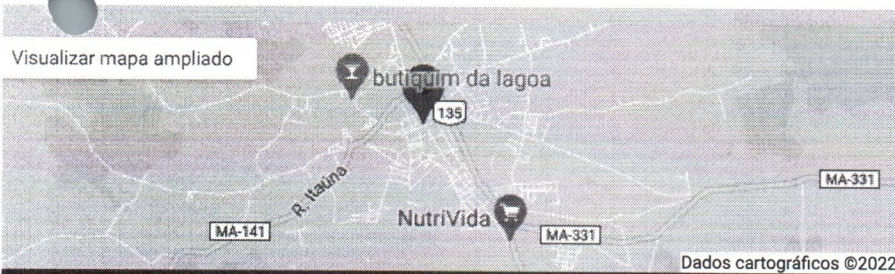 Visualizar mapa ampliado
butiquim da lagoa
135
R. Itaúna
MA-331
NutriVida
MA-141
MA-331
Dados cartográficos ©2022